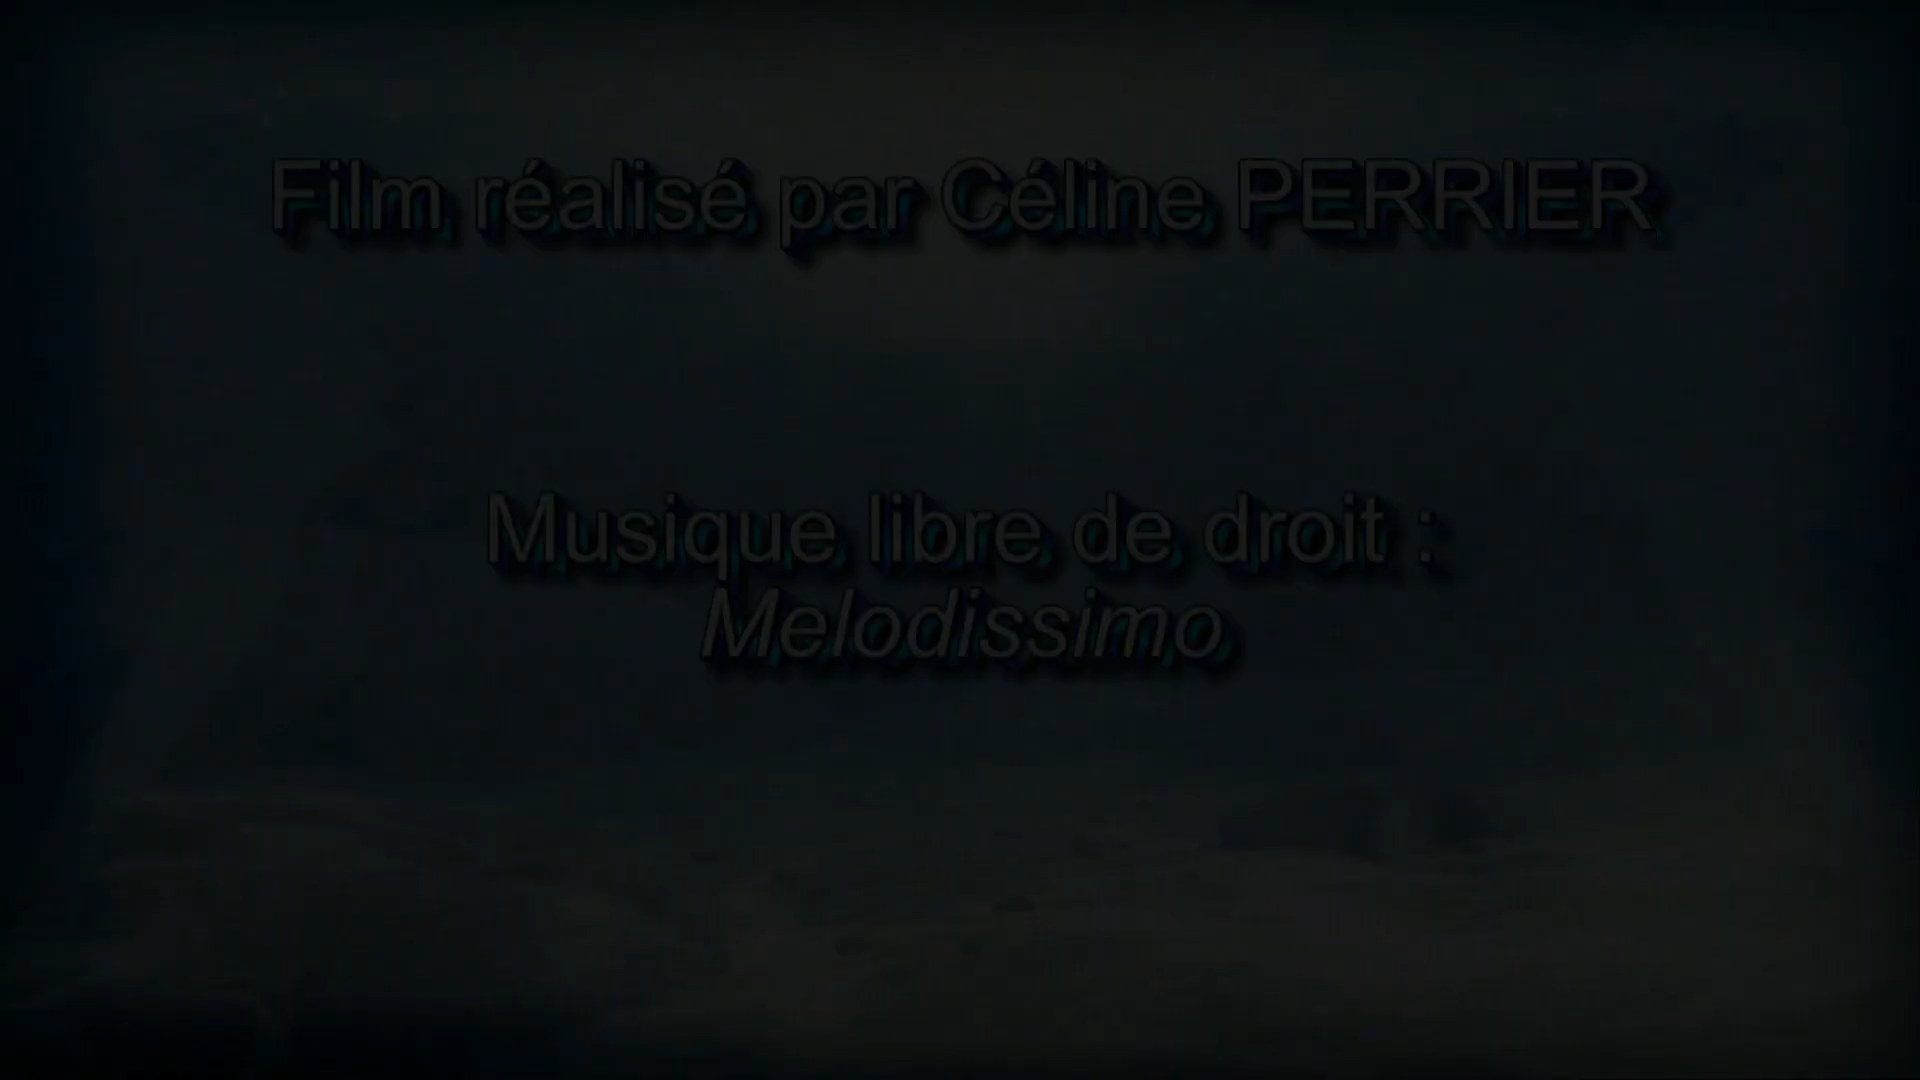 Film réalisé par Céline PERRIER
Musique libre de droit :
Melodissimo